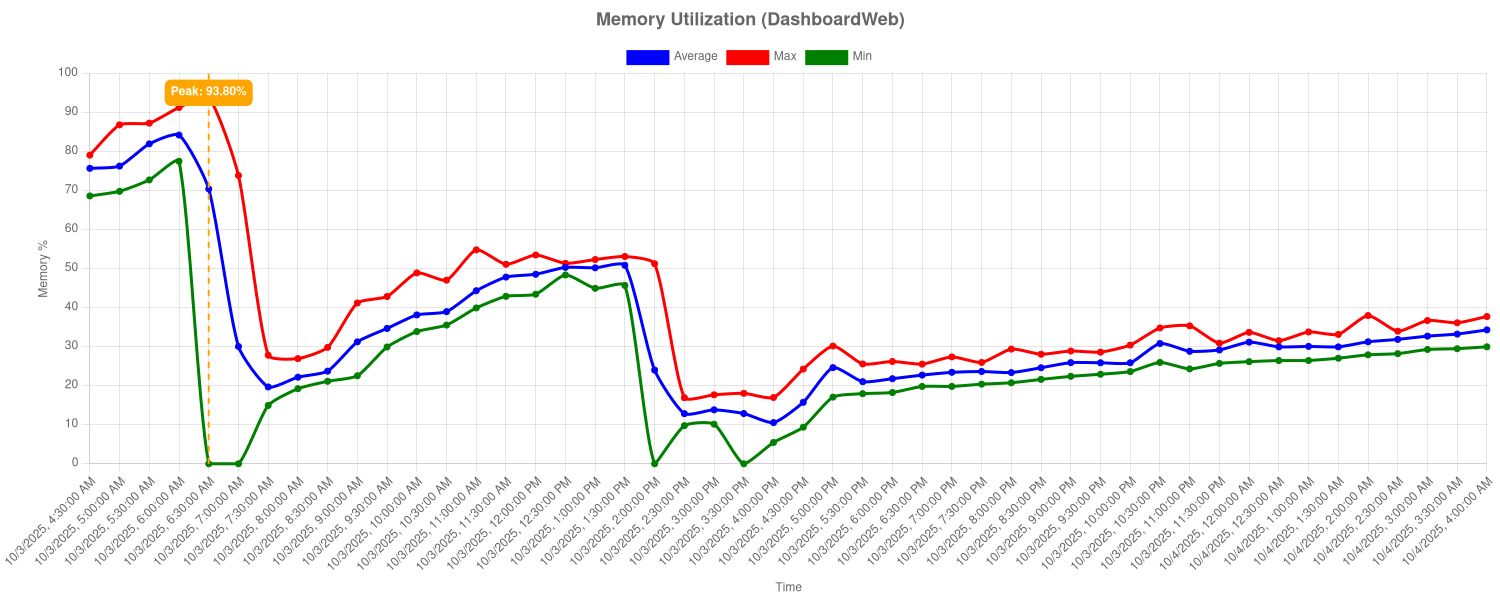 Memory Utilization (DashboardWeb)
Average Max Min
Peak: 93.80%
100
90
80
70
60
50
40
30
20
10
0
Memory %
10/3/2025, 4:30:00 AM
10/3/2025, 5:00:00 AM
10/3/2025, 5:30:00 AM
10/3/2025, 6:00:00 AM
10/3/2025, 6:30:00 AM
10/3/2025, 7:00:00 AM
10/3/2025, 7:30:00 AM
10/3/2025, 8:00:00 AM
10/3/2025, 8:30:00 AM
10/3/2025, 9:00:00 AM
10/3/2025, 9:30:00 AM
10/3/2025, 10:00:00 AM
10/3/2025, 10:30:00 AM
10/3/2025, 11:00:00 AM
10/3/2025, 11:30:00 AM
10/3/2025, 12:00:00 PM
10/3/2025, 12:30:00 PM
10/3/2025, 1:00:00 PM
10/3/2025, 1:30:00 PM
10/3/2025, 2:00:00 PM
10/3/2025, 2:30:00 PM
10/3/2025, 3:00:00 PM
10/3/2025, 3:30:00 PM
10/3/2025, 4:00:00 PM
10/3/2025, 4:30:00 PM
10/3/2025, 5:00:00 PM
10/3/2025, 5:30:00 PM
10/3/2025, 6:00:00 PM
10/3/2025, 6:30:00 PM
10/3/2025, 7:00:00 PM
10/3/2025, 7:30:00 PM
10/3/2025, 8:00:00 PM
10/3/2025, 8:30:00 PM
10/3/2025, 9:00:00 PM
10/3/2025, 9:30:00 PM
10/3/2025, 10:00:00 PM
10/3/2025, 10:30:00 PM
10/3/2025, 11:00:00 PM
10/3/2025, 11:30:00 PM
10/4/2025, 12:00:00 AM
10/4/2025, 12:30:00 AM
10/4/2025, 1:00:00 AM
10/4/2025, 1:30:00 AM
10/4/2025, 2:00:00 AM
10/4/2025, 2:30:00 AM
10/4/2025, 3:00:00 AM
10/4/2025, 3:30:00 AM
10/4/2025, 4:00:00 AM
Time